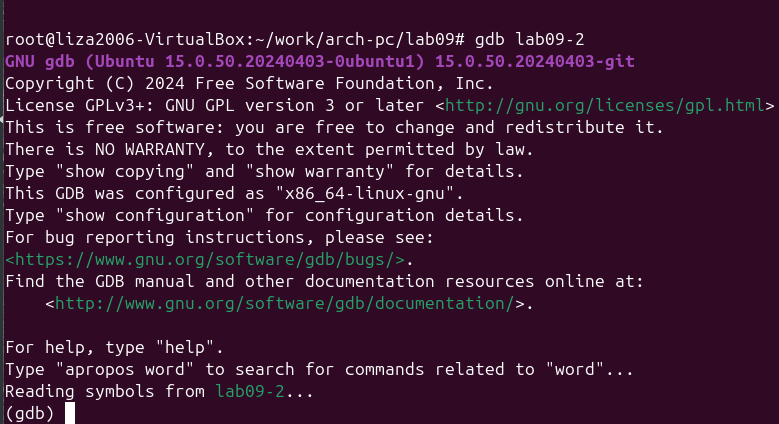 root@liza2006-VirtualBox:~/work/arch-pc/lab09# gdb lab09-2
GNU gdb (Ubuntu 15.0.50.20240403-0ubuntu1) 15.0.50.20240403-git
Copyright (C) 2024 Free Software Foundation, Inc.
License GPLv3+: GNU GPL version 3 or later <http://gnu.org/licenses/gpl.html>
This is free software: you are free to change and redistribute it.
There is NO WARRANTY, to the extent permitted by law.
Type "show copying" and "show warranty" for details.
This GDB was configured as "x86_64-linux-gnu".
Type "show configuration" for configuration details.
For bug reporting instructions, please see:
<https://www.gnu.org/software/gdb/bugs/>.
Find the GDB manual and other documentation resources online at:
    <http://www.gnu.org/software/gdb/documentation/>.

For help, type "help".
Type "apropos word" to search for commands related to "word"...
Reading symbols from lab09-2...
(gdb)